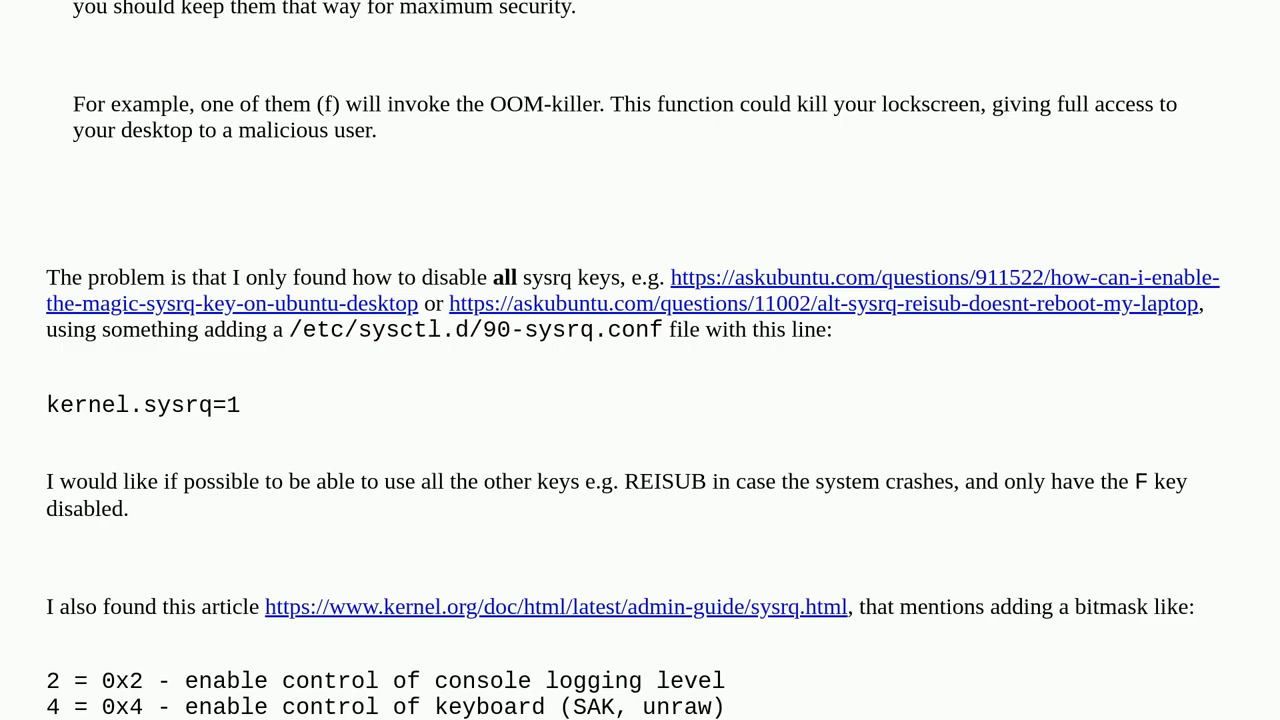 you should keep them that way for maximum security.
For example, one of them (f) will invoke the OOM-killer. This function could kill your lockscreen, giving full access to
your desktop to a malicious user.
The problem is that I only found how to disable all sysrq keys, e.g. https://askubuntu.com/questions/911522/how-can-i-enable-
the-magic-sysrq-key-on-ubuntu-desktop or https://askubuntu.com/questions/11002/alt-sysrq-reisub-doesnt-reboot-my-laptop,
using something adding a /etc/sysctl.d/90-sysrq.conf file with this line:
kernel.sysrq=1
I would like if possible to be able to use all the other keys e.g. REISUB in case the system crashes, and only have the F key
disabled.
I also found this article https://www.kernel.org/doc/html/latest/admin-guide/sysrq.html, that mentions adding a bitmask like:
2 = 0x2 - enable control of console logging level
4 = 0x4 - enable control of keyboard (SAK, unraw)